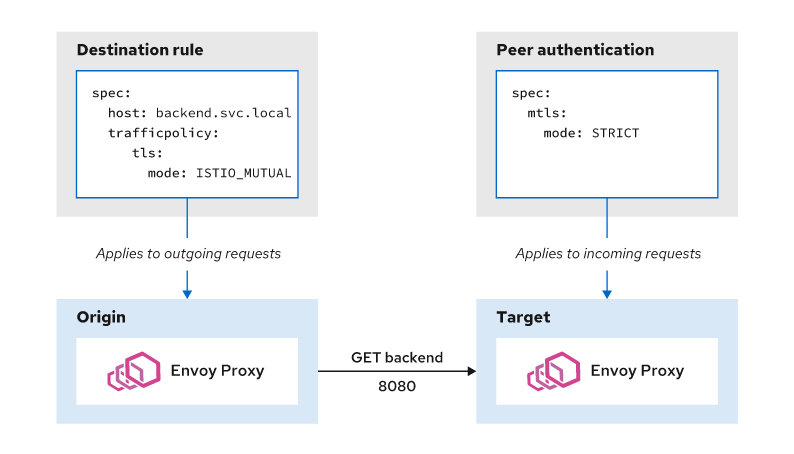 Destination rule
spec:
  host: backend.svc.local
  trafficpolicy:
     tls:
       mode: ISTIO_MUTUAL
Applies to outgoing requests
Peer authentication
spec:
  mtls:
    mode: STRICT
Applies to incoming requests
Origin
Envoy Proxy
GET backend
8080
Target
Envoy Proxy